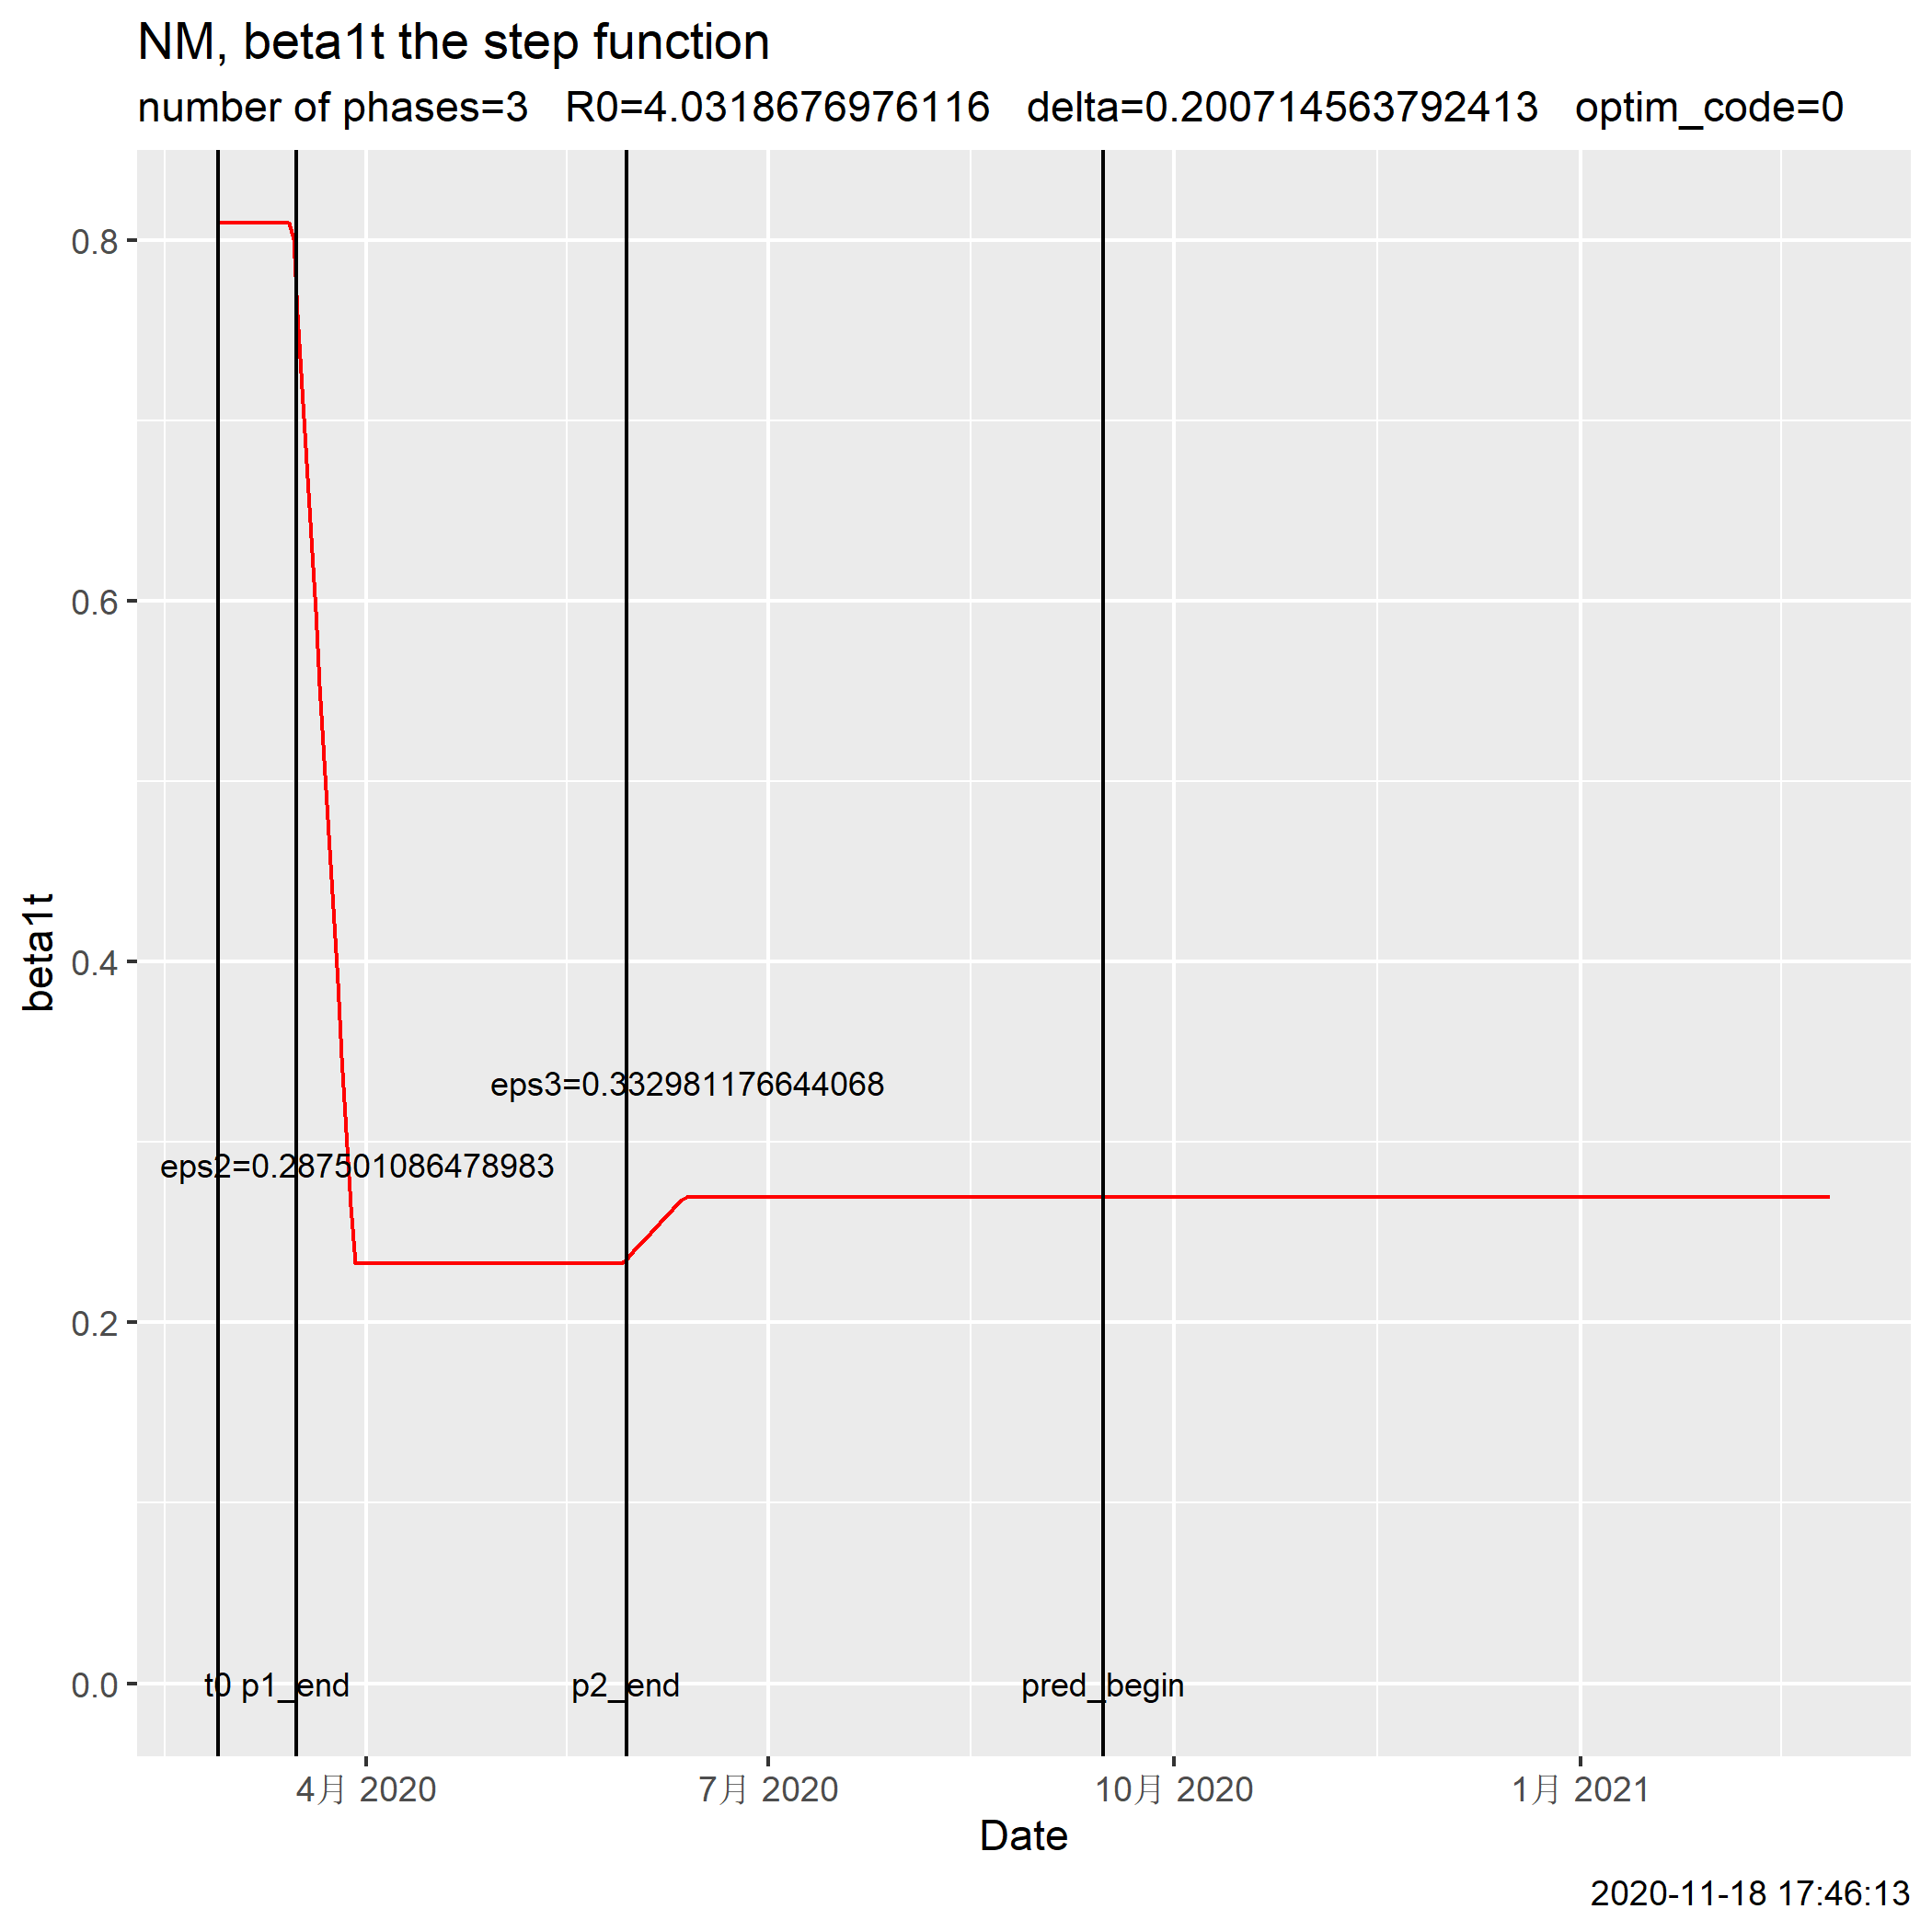 NM, beta1t the step function
number of phases=3   R0=4.0318676976116   delta=0.200714563792413   optim_code=0
0.8
0.6
0.4
0.2
0.0
beta1t
eps3=0.332981176644068
eps2=0.287501086478983
t0 p1_end p2_end pred_begin
4月 2020 7月 2020 10月 2020 1月 2021
Date
2020-11-18 17:46:13